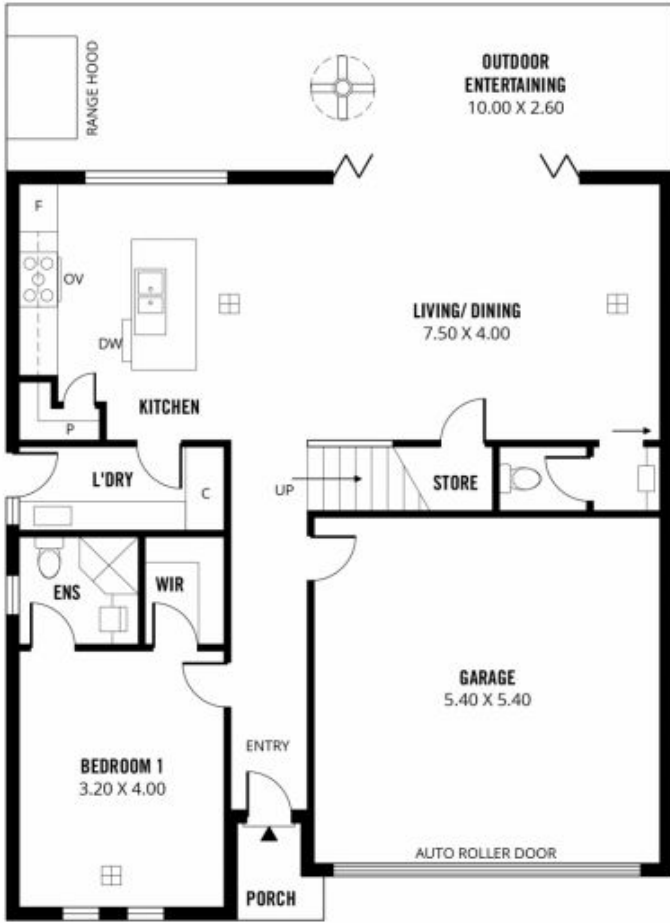 RANGE HOOD
OUTDOOR
ENTERTAINING
10.00 X 2.60
F
OV
DW
LIVING/ DINING
7.50 X 4.00
KITCHEN
P
L'DRY
C
UP
STORE
ENS
WIR
GARAGE
5.40 X 5.40
ENTRY
BEDROOM 1
3.20 X 4.00
AUTO ROLLER DOOR
PORCH